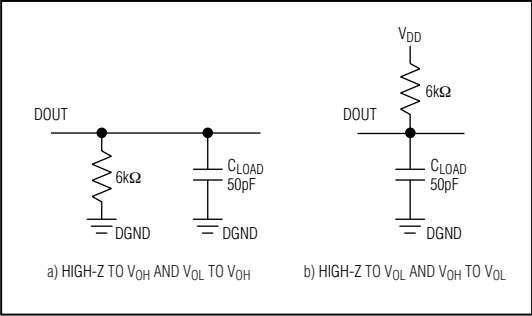 DOUT
6kΩ
CLOAD
50pF
DGND
DGND
a) HIGH-Z TO VOH AND VOL TO VOH
VDD
6kΩ
DOUT
CLOAD
50pF
DGND
b) HIGH-Z TO VOL AND VOH TO VOL